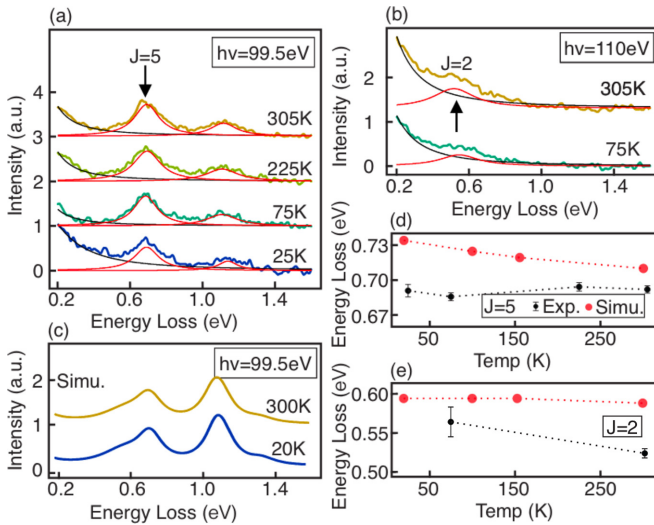 (a)
hν=99.5eV
J=5
4
3
2
1
0
305K
225K
75K
25K
Intensity (a.u.)
0.2
0.6
1.0
1.4
Energy Loss (eV)
(b)
hν=110eV
J=2
2
1
0
305K
75K
Intensity (a.u.)
0.2
0.6
1.0
1.4
Energy Loss (eV)
(c)
hν=99.5eV
Simu.
2
1
0
300K
20K
Intensity (a.u.)
0.2
0.6
1.0
1.4
Energy Loss (eV)
(d)
0.73
0.70
0.67
Energy Loss (eV)
J=5
Exp.
Simu.
50
150
250
Temp (K)
(e)
0.60
0.55
0.50
Energy Loss (eV)
J=2
50
150
250
Temp (K)